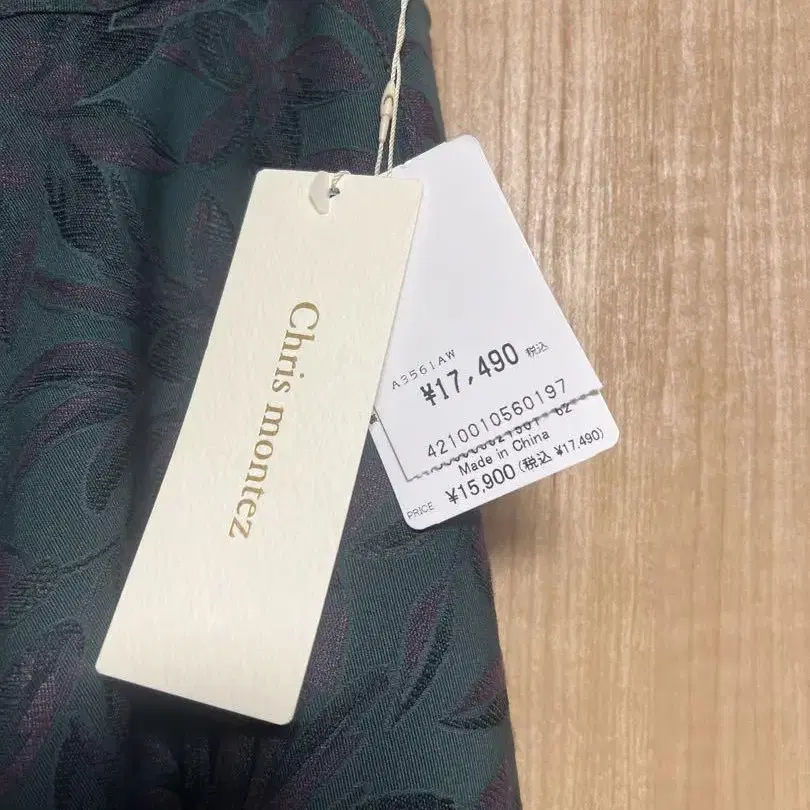 Chris montez
A3561AW
¥17,490 税込
4210010560197
Made in China
PRICE ¥15,900(税込 ¥17.490)